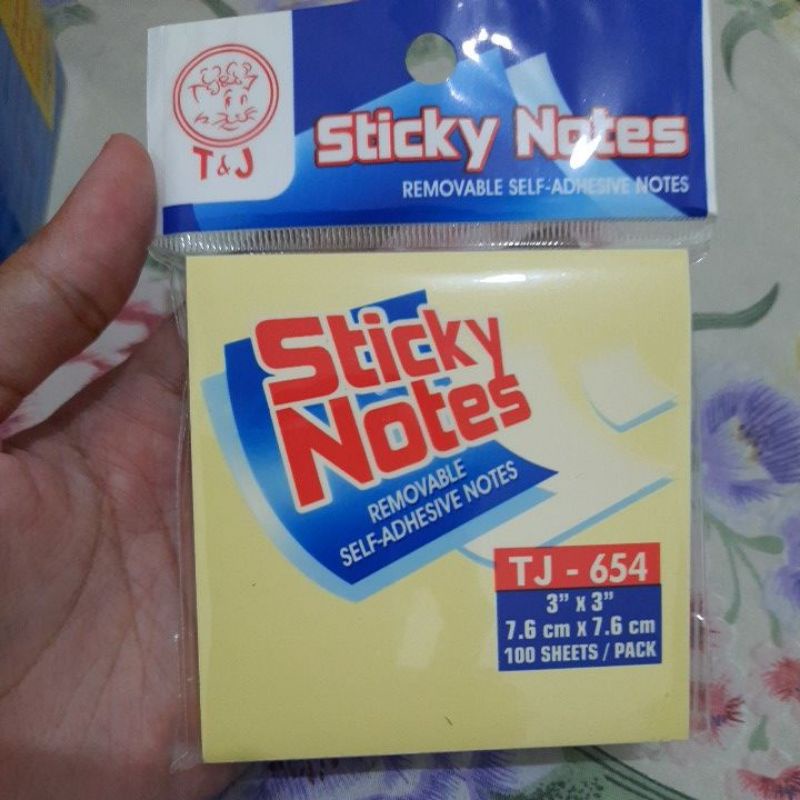 T&J
Sticky Notes
REMOVABLE SELF-ADHESIVE NOTES
Sticky
Notes
REMOVABLE
SELF-ADHESIVE NOTES
TJ - 654
3" x 3"
7.6 cm x 7.6 cm
100 SHEETS / PACK